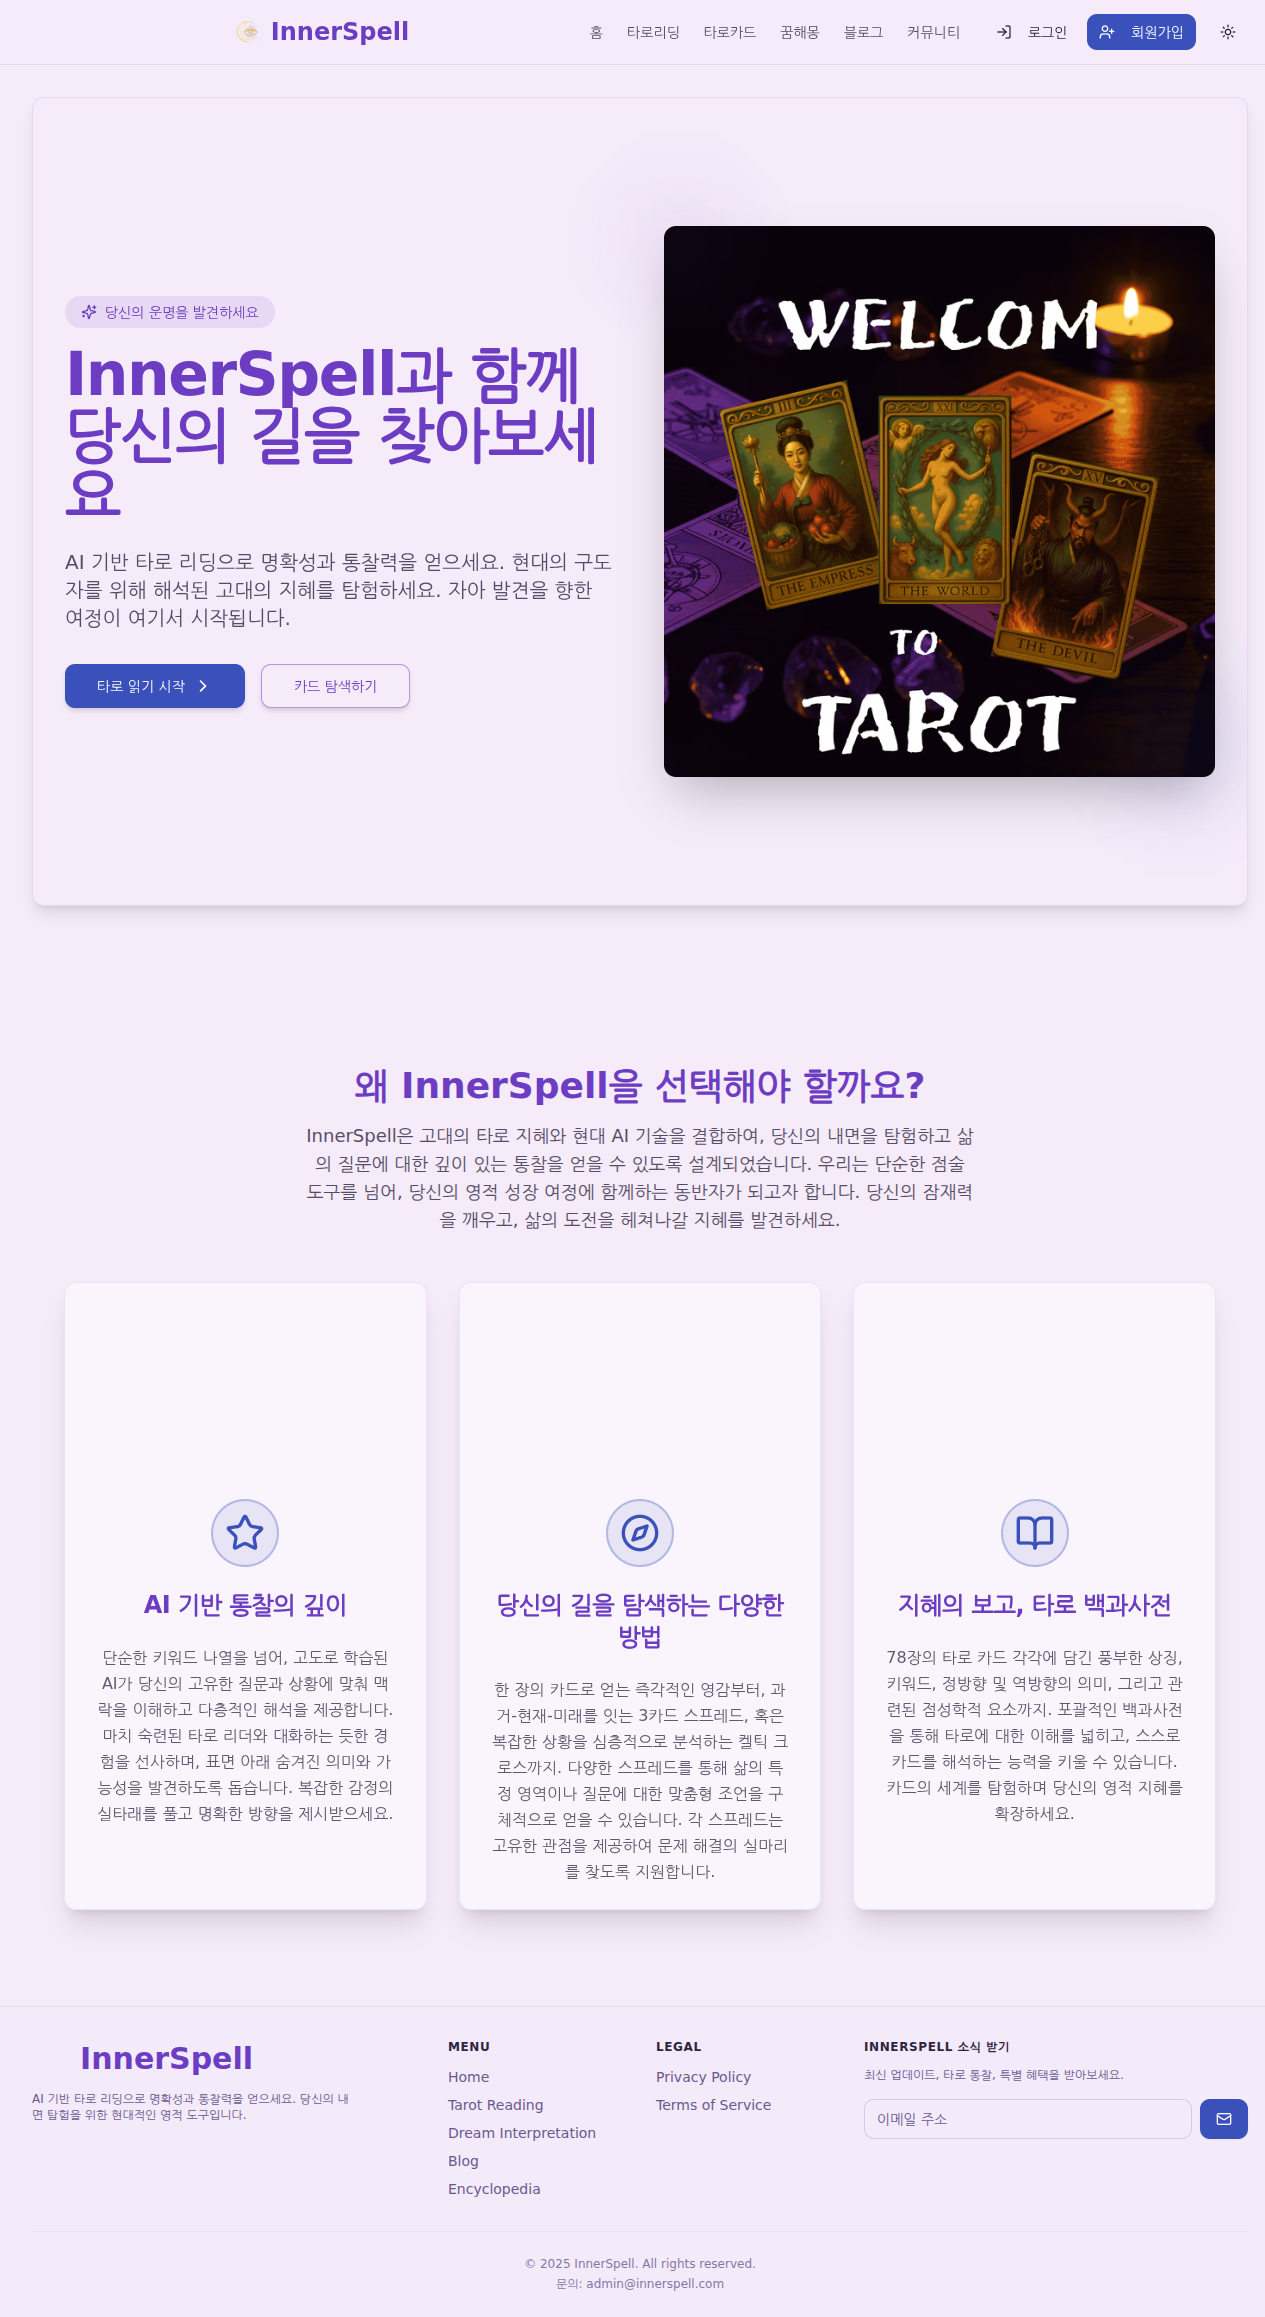 InnerSpell
홈
타로리딩
타로카드
꿈해몽
블로그
커뮤니티
로그인
회원가입
당신의 운명을 발견하세요
InnerSpell과 함께
당신의 길을 찾아보세
요
AI 기반 타로 리딩으로 명확성과 통찰력을 얻으세요. 현대의 구도
자를 위해 해석된 고대의 지혜를 탐험하세요. 자아 발견을 향한
여정이 여기서 시작됩니다.
타로 읽기 시작
카드 탐색하기
WELCOM
III
XXI
XV
THE EMPRESS
THE WORLD
THE DEVIL
TO
TAROT
왜 InnerSpell을 선택해야 할까요?
InnerSpell은 고대의 타로 지혜와 현대 AI 기술을 결합하여, 당신의 내면을 탐험하고 삶
의 질문에 대한 깊이 있는 통찰을 얻을 수 있도록 설계되었습니다. 우리는 단순한 점술
도구를 넘어, 당신의 영적 성장 여정에 함께하는 동반자가 되고자 합니다. 당신의 잠재력
을 깨우고, 삶의 도전을 헤쳐나갈 지혜를 발견하세요.
AI 기반 통찰의 깊이
단순한 키워드 나열을 넘어, 고도로 학습된
AI가 당신의 고유한 질문과 상황에 맞춰 맥
락을 이해하고 다층적인 해석을 제공합니다.
마치 숙련된 타로 리더와 대화하는 듯한 경
험을 선사하며, 표면 아래 숨겨진 의미와 가
능성을 발견하도록 돕습니다. 복잡한 감정의
실타래를 풀고 명확한 방향을 제시받으세요.
당신의 길을 탐색하는 다양한
방법
한 장의 카드로 얻는 즉각적인 영감부터, 과
거-현재-미래를 잇는 3카드 스프레드, 혹은
복잡한 상황을 심층적으로 분석하는 켈틱 크
로스까지. 다양한 스프레드를 통해 삶의 특
정 영역이나 질문에 대한 맞춤형 조언을 구
체적으로 얻을 수 있습니다. 각 스프레드는
고유한 관점을 제공하여 문제 해결의 실마리
를 찾도록 지원합니다.
지혜의 보고, 타로 백과사전
78장의 타로 카드 각각에 담긴 풍부한 상징,
키워드, 정방향 및 역방향의 의미, 그리고 관
련된 점성학적 요소까지. 포괄적인 백과사전
을 통해 타로에 대한 이해를 넓히고, 스스로
카드를 해석하는 능력을 키울 수 있습니다.
카드의 세계를 탐험하며 당신의 영적 지혜를
확장하세요.
InnerSpell
AI 기반 타로 리딩으로 명확성과 통찰력을 얻으세요. 당신의 내
면 탐험을 위한 현대적인 영적 도구입니다.
MENU
Home
Tarot Reading
Dream Interpretation
Blog
Encyclopedia
LEGAL
Privacy Policy
Terms of Service
INNERSPELL 소식 받기
최신 업데이트, 타로 통찰, 특별 혜택을 받아보세요.
이메일 주소
© 2025 InnerSpell. All rights reserved.
문의: admin@innerspell.com